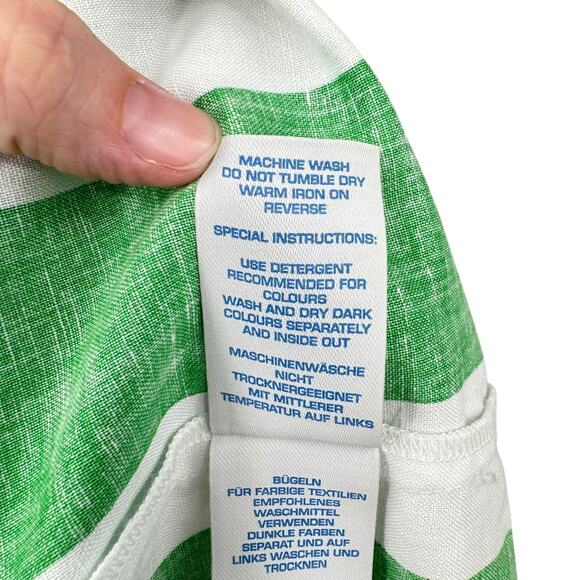 MACHINE WASH
DO NOT TUMBLE DRY
WARM IRON ON
REVERSE
SPECIAL INSTRUCTIONS:
USE DETERGENT
RECOMMENDED FOR
COLOURS
WASH AND DRY DARK
COLOURS SEPARATELY
AND INSIDE OUT
MASCHINENWÄSCHE
NICHT
TROCKNERGEEIGNET
MIT MITTLERER
TEMPERATUR AUF LINKS
BÜGELN
FÜR FARBIGE TEXTILIEN
EMPFOHLENES
WASCHMITTEL
VERWENDEN
DUNKLE FARBEN
SEPARAT UND AUF
LINKS WASCHEN UND
TROCKNEN